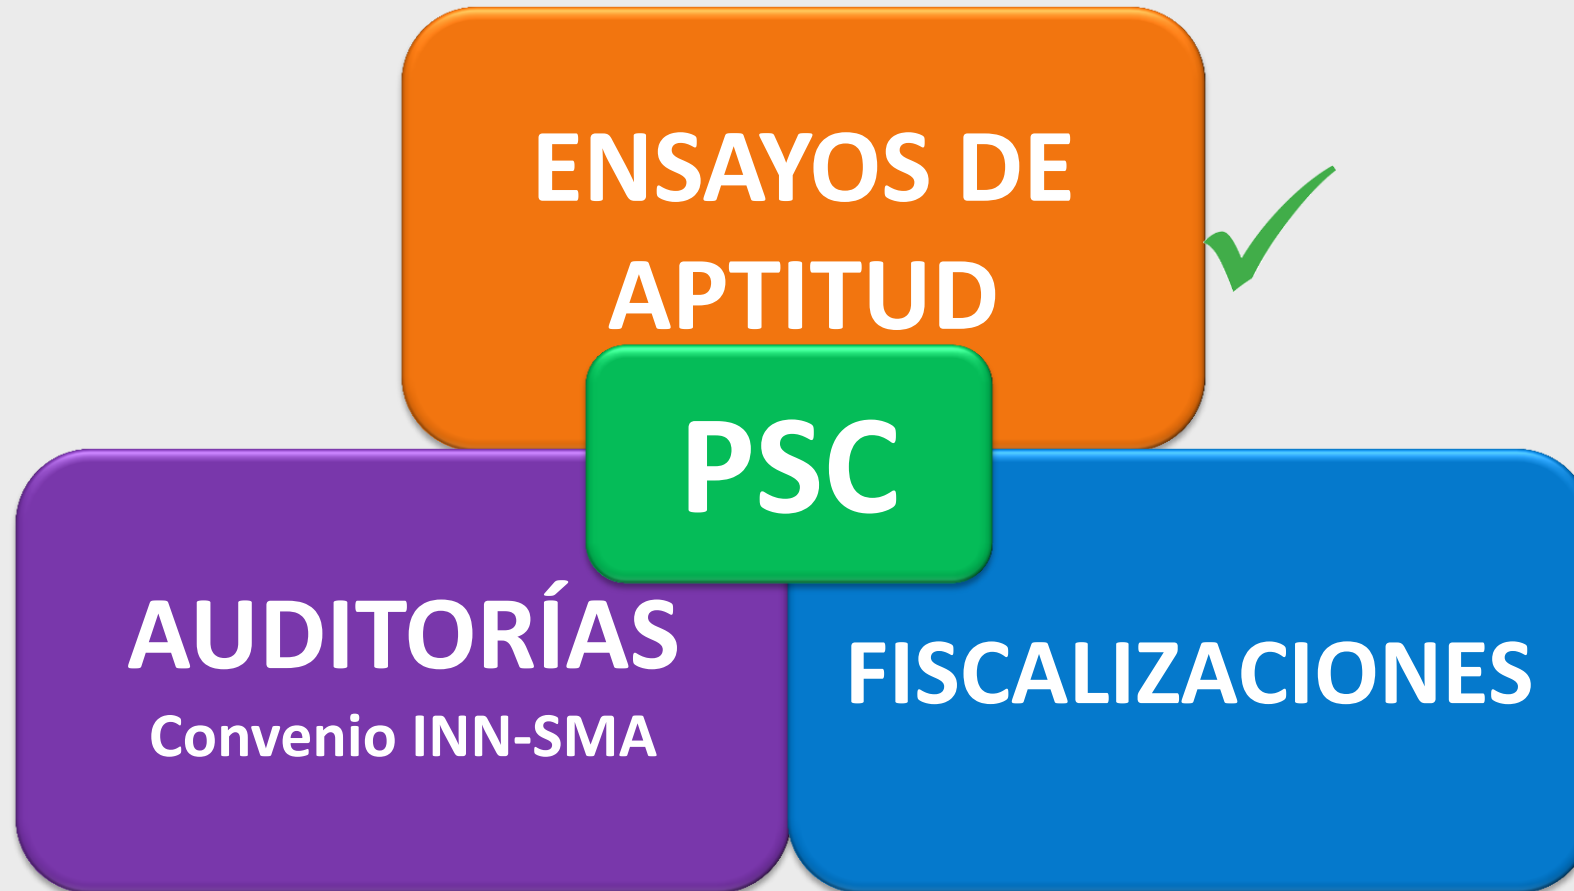 ENSAYOS DE
APTITUD
PSC
AUDITORÍAS
Convenio INN-SMA
FISCALIZACIONES